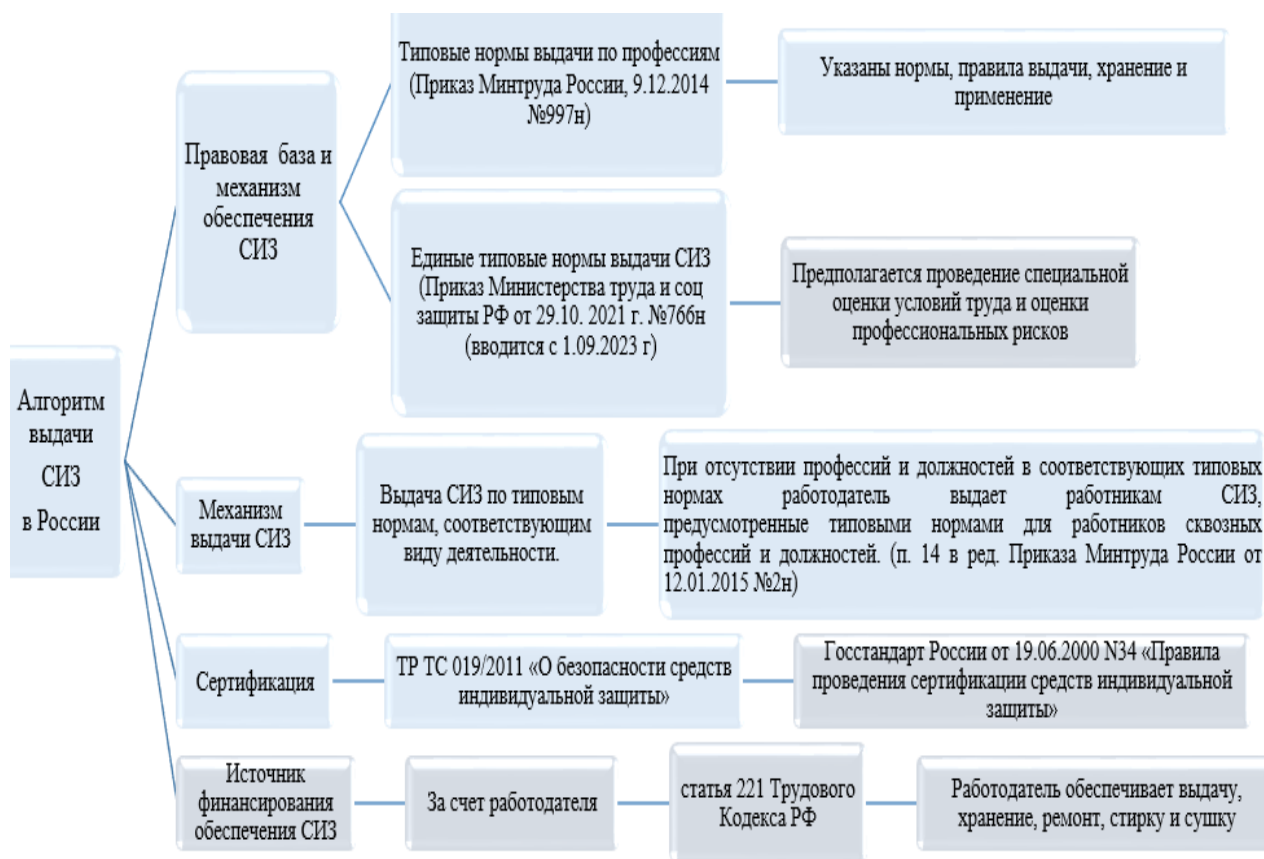 Алгоритм
выдачи
СИЗ
в России
Правовая база и
механизм
обеспечения
СИЗ
Типовые нормы выдачи по профессиям
(Приказ Минтруда России, 9.12.2014
№997н)
Указаны нормы, правила выдачи, хранение и
применение
Единые типовые нормы выдачи СИЗ
(Приказ Министерства труда и соц
защиты РФ от 29.10. 2021 г. №766н
(вводится с 1.09.2023 г)
Предполагается проведение специальной
оценки условий труда и оценки
профессиональных рисков
Механизм
выдачи СИЗ
Выдача СИЗ по типовым
нормам, соответствующим
виду деятельности.
При отсутствии профессий и должностей в соответствующих типовых
нормах работодатель выдает работникам СИЗ,
предусмотренные типовыми нормами для работников сквозных
профессий и должностей. (п. 14 в ред. Приказа Минтруда России от
12.01.2015 №2н)
Сертификация
ТР ТС 019/2011 «О безопасности средств
индивидуальной защиты»
Госстандарт России от 19.06.2000 N34 «Правила
проведения сертификации средств индивидуальной
защиты»
Источник
финансирования
обеспечения СИЗ
За счет работодателя
статья 221 Трудового
Кодекса РФ
Работодатель обеспечивает выдачу,
хранение, ремонт, стирку и сушку